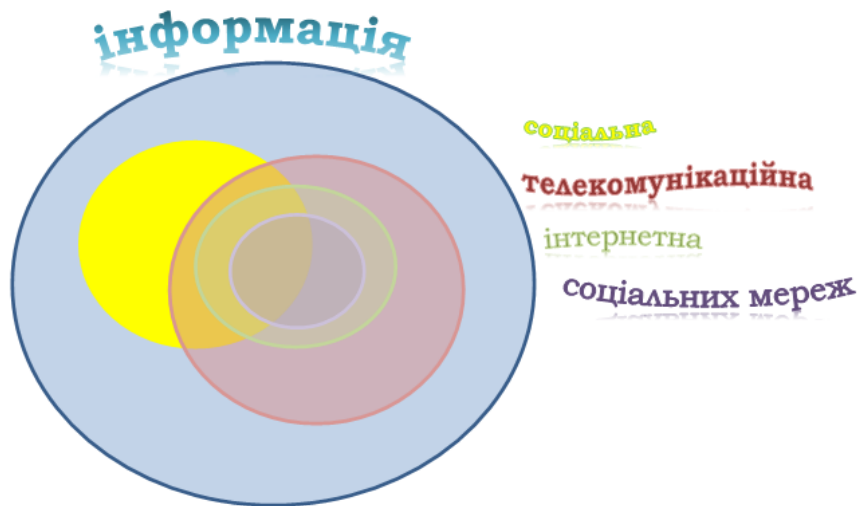 інформація
соціальна
телекомунікаційна
інтернетна
соціальних мереж